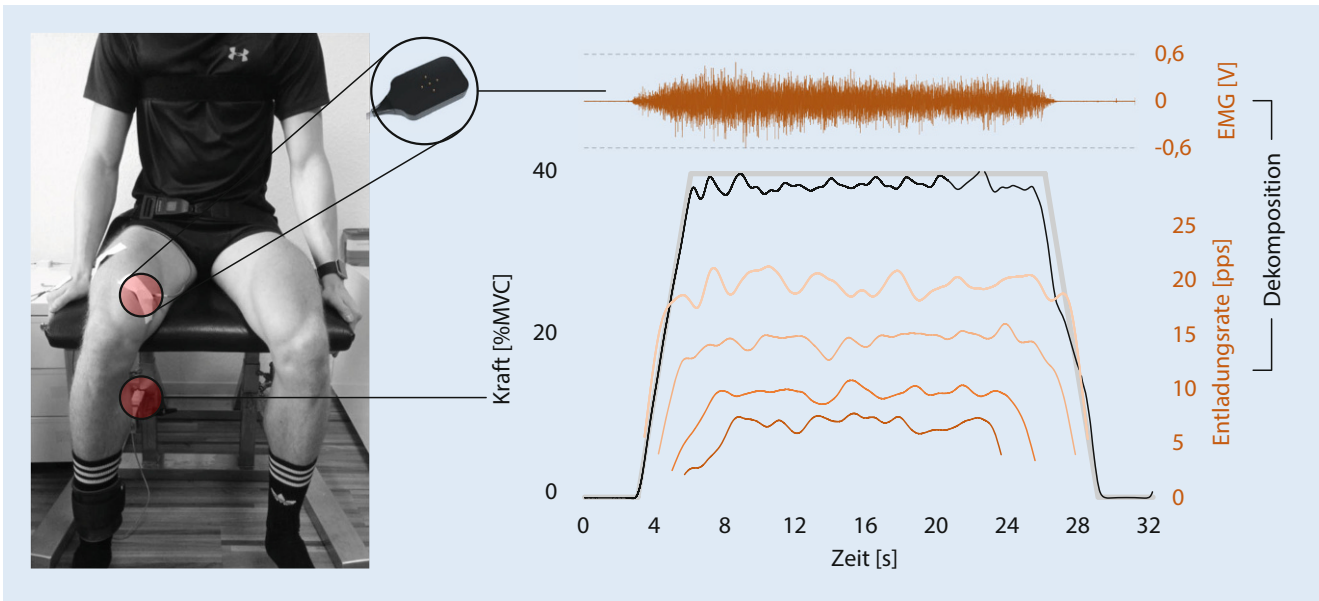 0,6
0
-0,6
EMG [V]
Dekomposition
40
20
0
Kraft [%MVC]
25
20
15
10
5
0
Entladungsrate [pps]
0 4 8 12 16 20 24 28 32
Zeit [s]